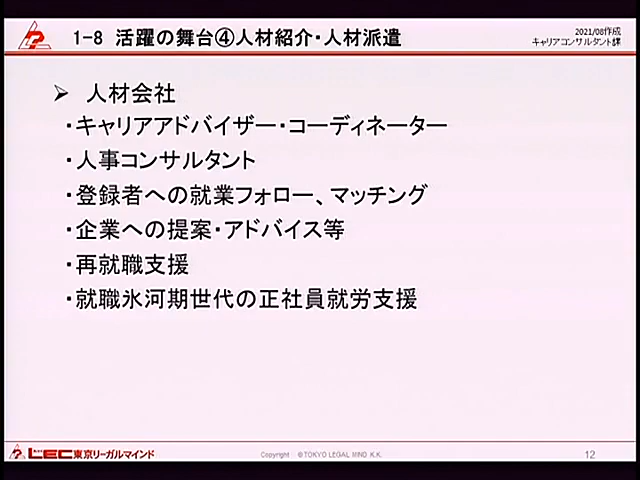 1-8 活躍の舞台④人材紹介・人材派遣
2021/08作成
キャリアコンサルタント課
➢ 人材会社
・キャリアアドバイザー・コーディネーター
・人事コンサルタント
・登録者への就業フォロー、マッチング
・企業への提案・アドバイス等
・再就職支援
・就職氷河期世代の正社員就労支援
LEC東京リーガルマインド
Copyright ©TOKYO LEGAL MIND K.K.
12